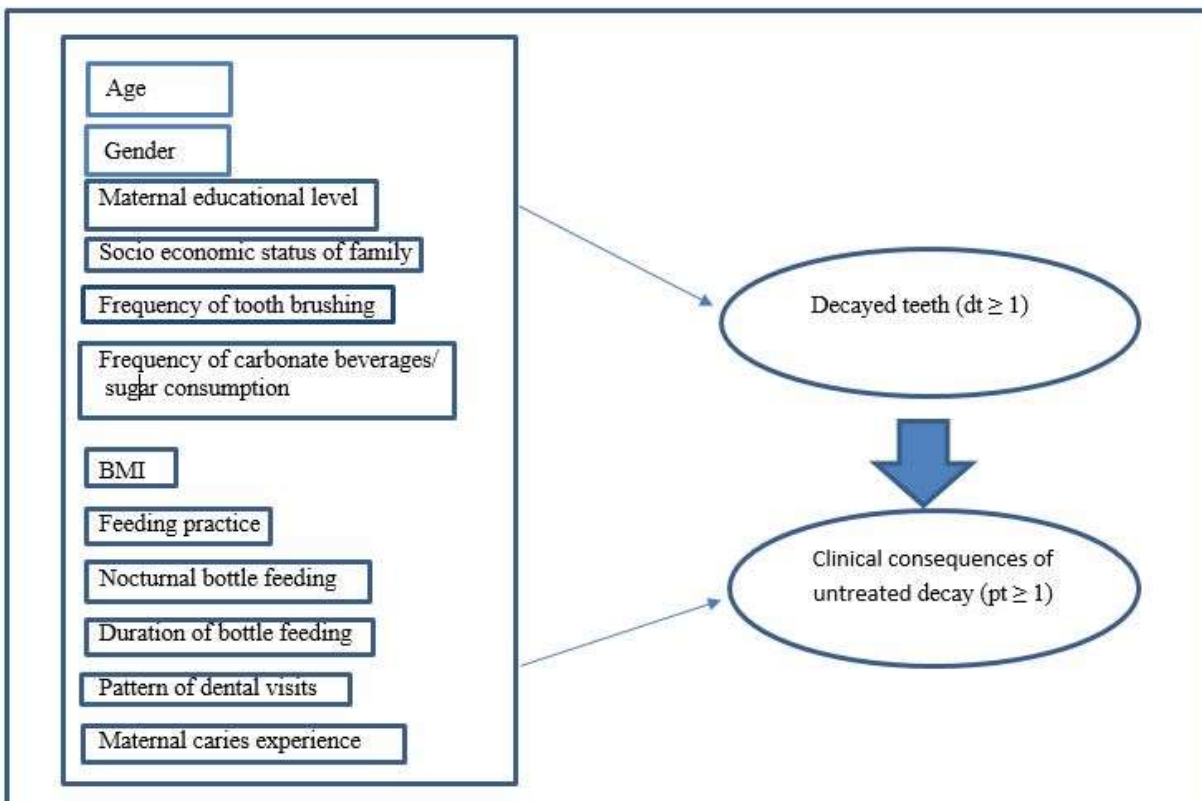 Age
Gender
Maternal educational level
Socio economic status of family
Frequency of tooth brushing
Frequency of carbonate beverages/
sugar consumption
BMI
Feeding practice
Nocturnal bottle feeding
Duration of bottle feeding
Pattern of dental visits
Maternal caries experience
Decayed teeth (dt ≥ 1)
Clinical consequences of
untreated decay (pt ≥ 1)